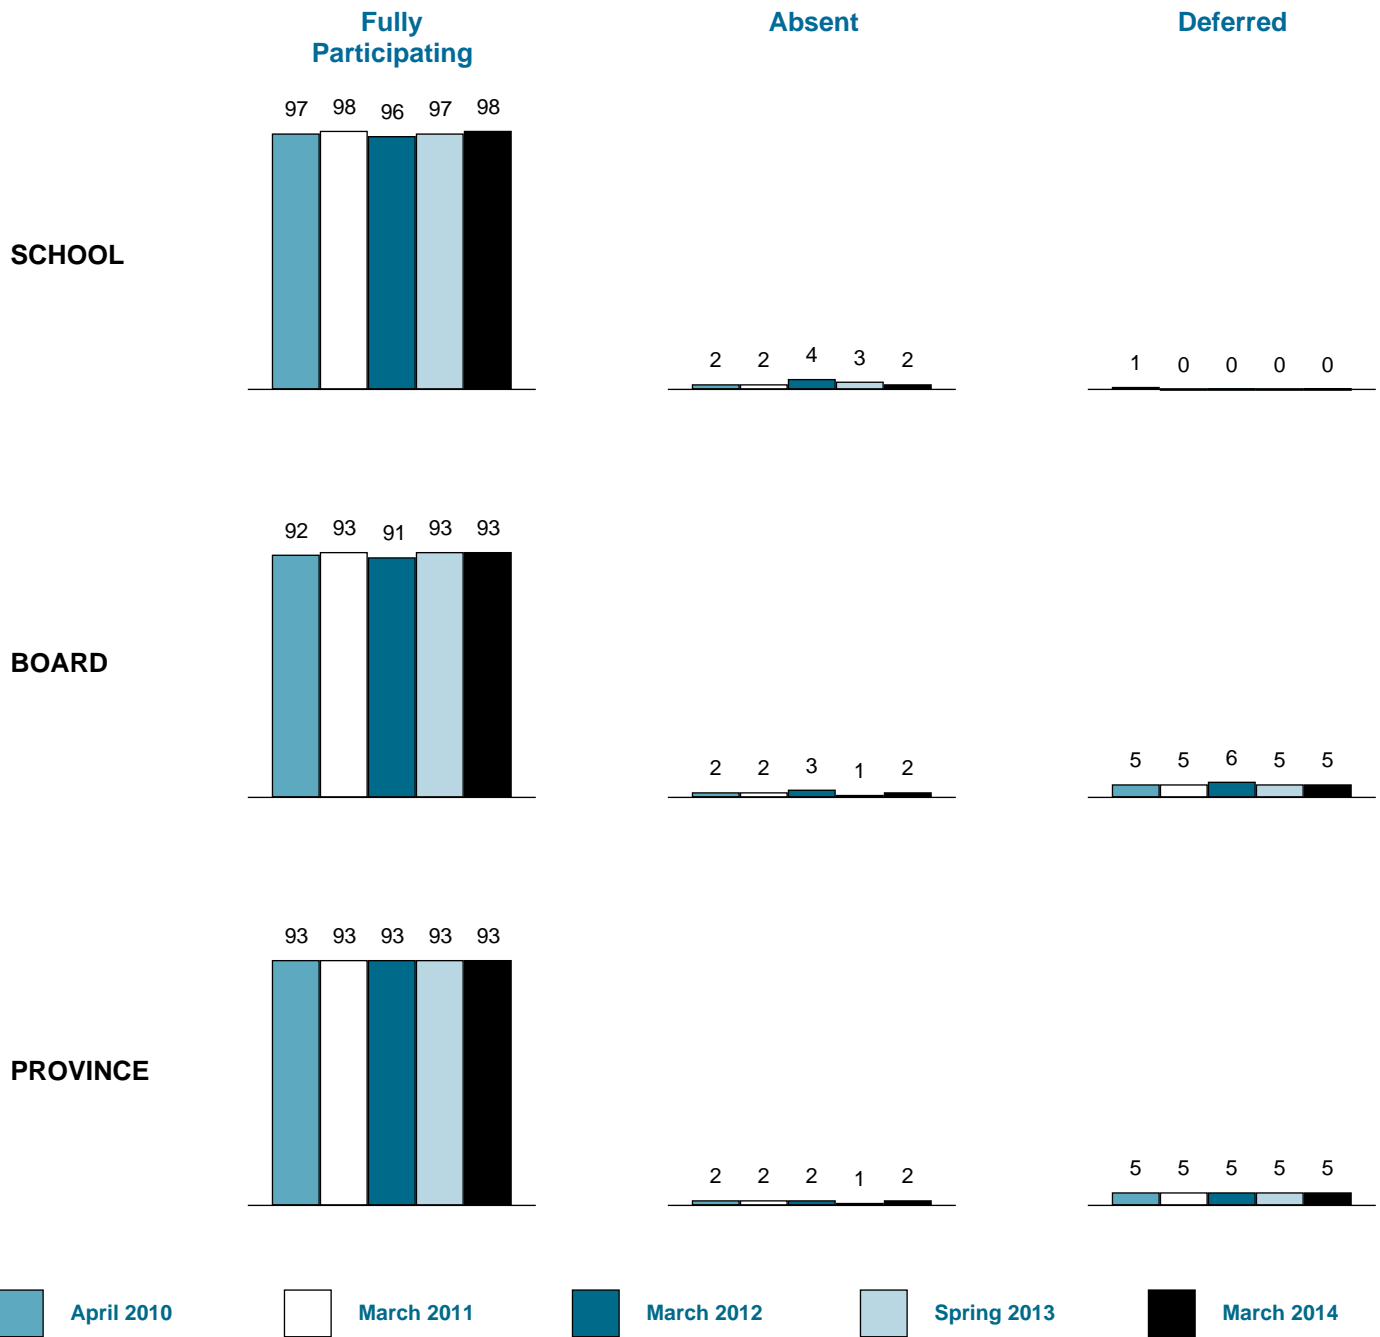 Fully
Participating
Absent
Deferred
SCHOOL
97 98 96 97 98
2 2 4 3 2
1 0 0 0 0
BOARD
92 93 91 93 93
2 2 3 1 2
5 5 6 5 5
PROVINCE
93 93 93 93 93
2 2 2 1 2
5 5 5 5 5
April 2010
March 2011
March 2012
Spring 2013
March 2014